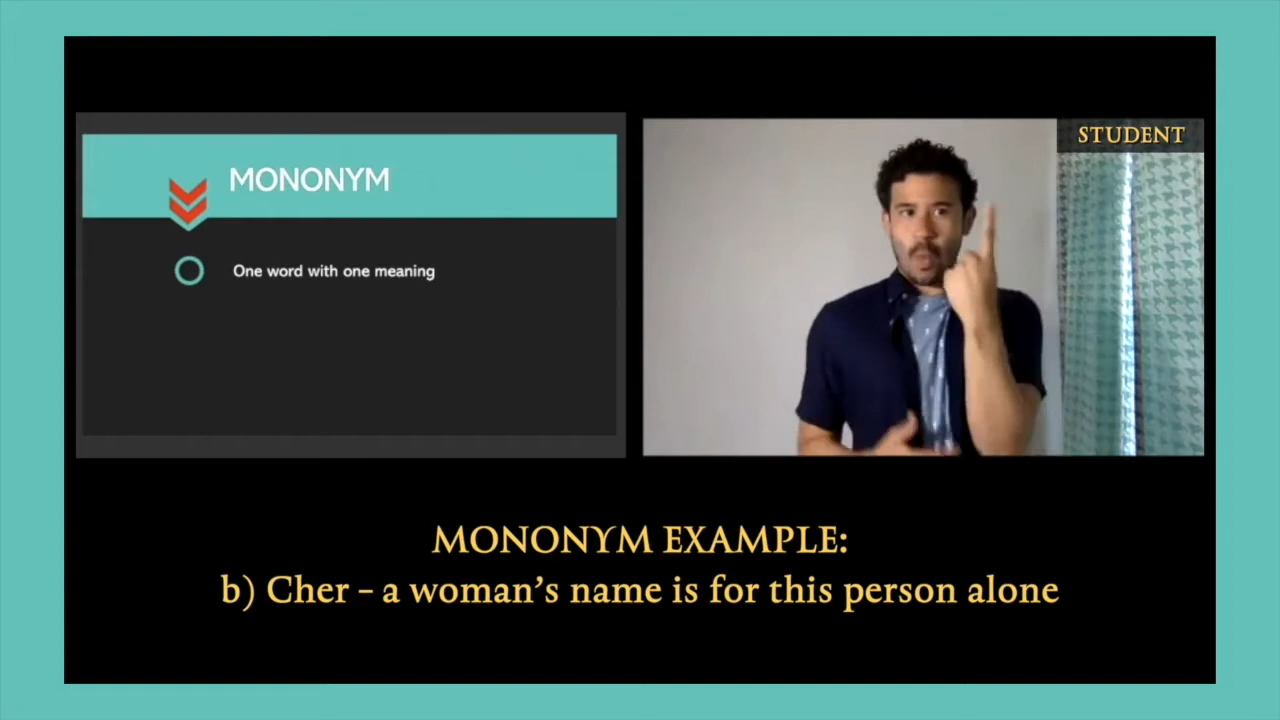 MONONYM
One word with one meaning
STUDENT
MONONYM EXAMPLE:
b) Cher – a woman’s name is for this person alone